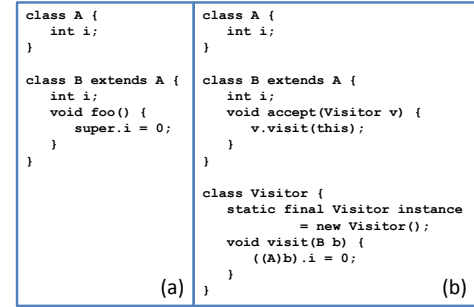 class A {
   int i;
}

class B extends A {
   int i;
   void foo() {
      super.i = 0;
   }
}
(a)
class A {
   int i;
}

class B extends A {
   int i;
   void accept(Visitor v) {
      v.visit(this);
   }
}

class Visitor {
   static final Visitor instance
            = new Visitor();
   void visit(B b) {
      ((A)b).i = 0;
   }
}
(b)